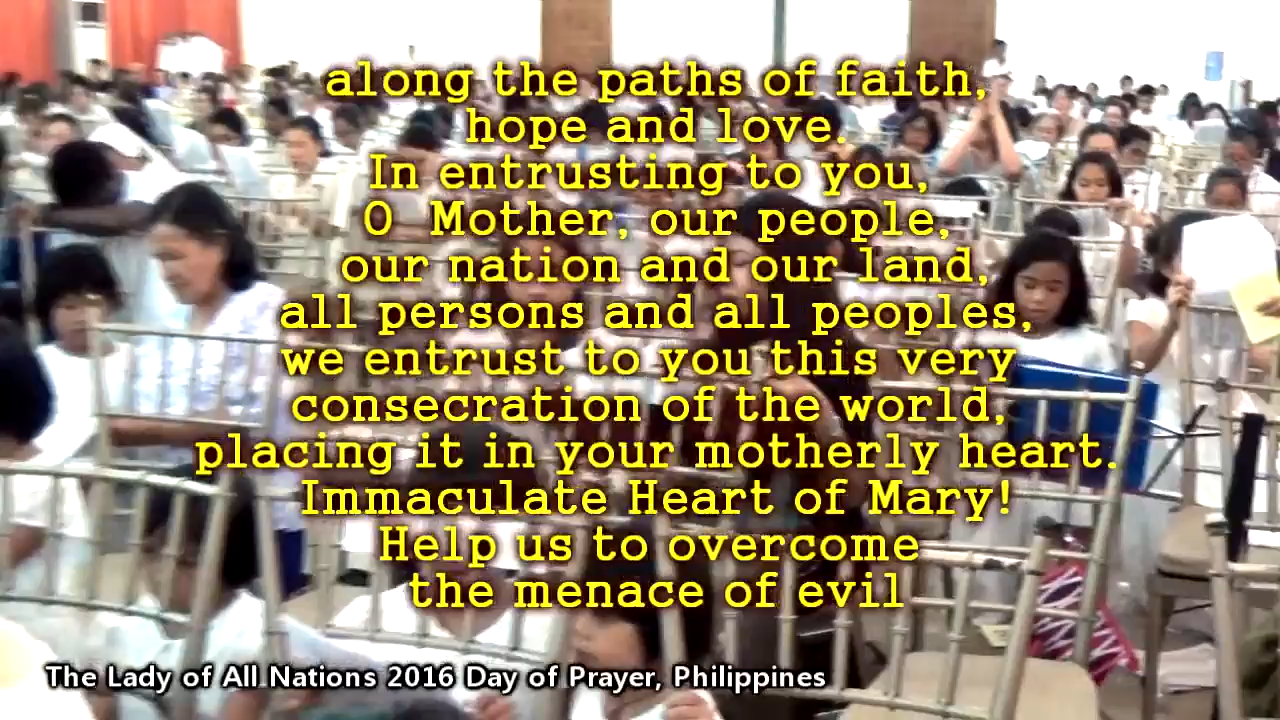 along the paths of faith,
hope and love.
In entrusting to you,
O Mother, our people,
our nation and our land,
all persons and all peoples,
we entrust to you this very
consecration of the world,
placing it in your motherly heart.
Immaculate Heart of Mary!
Help us to overcome
the menace of evil
The Lady of All Nations 2016 Day of Prayer, Philippines